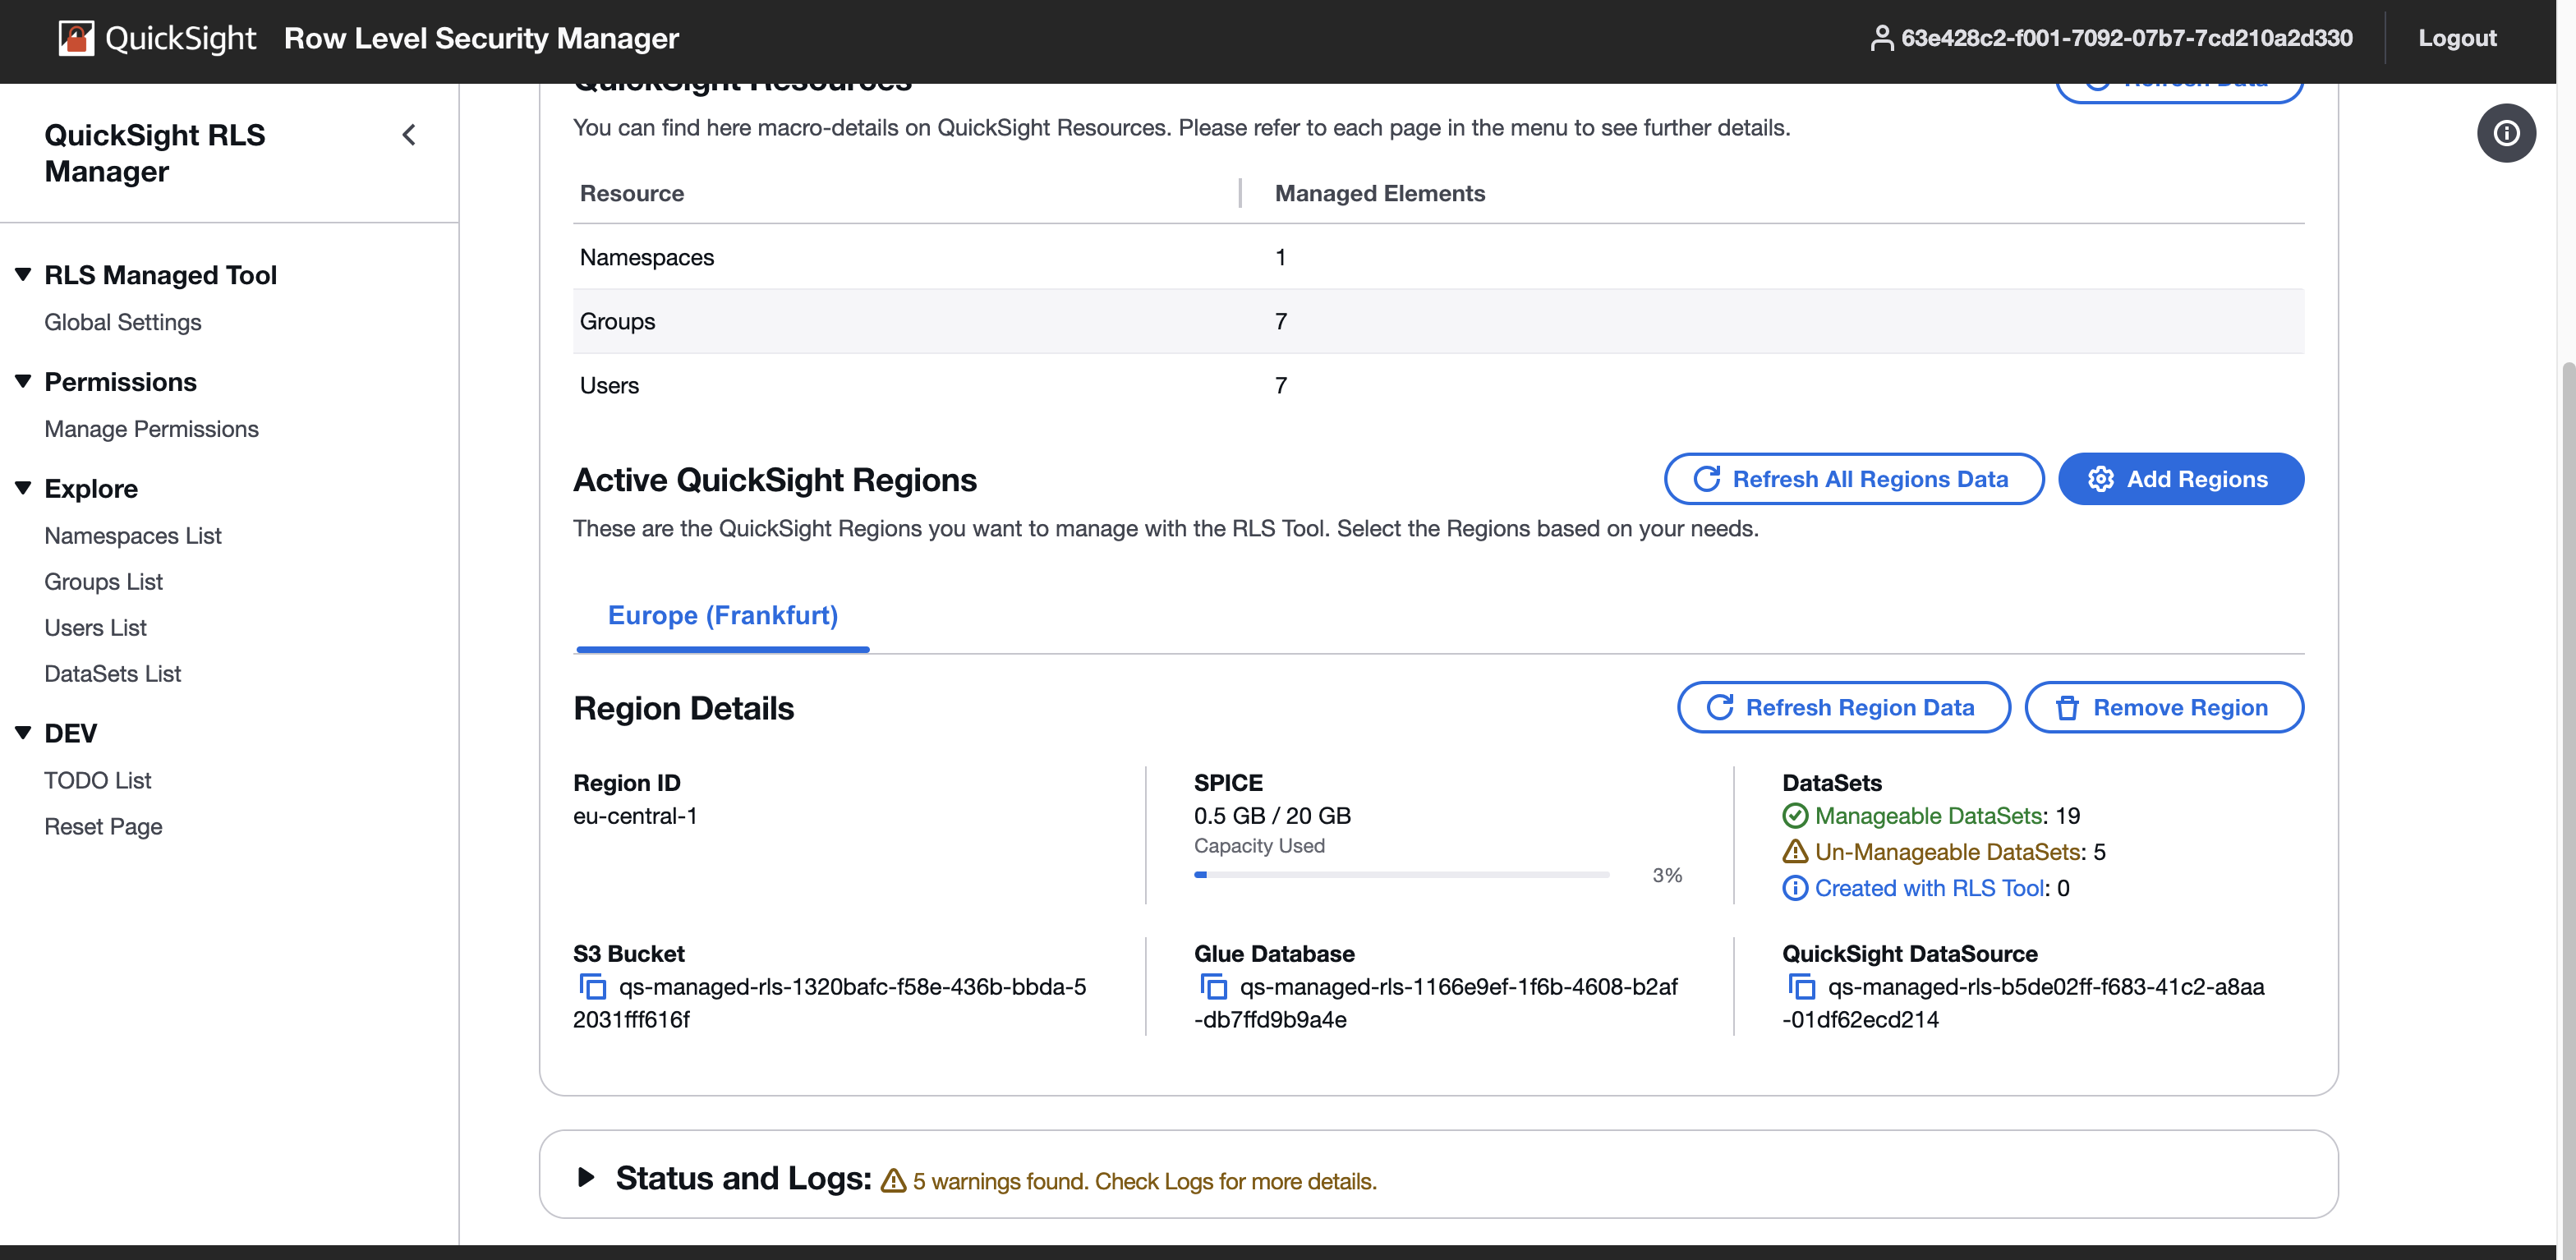 QuickSight Row Level Security Manager
63e428c2-f001-7092-07b7-7cd210a2d330
Logout
QuickSight RLS
Manager
RLS Managed Tool
Global Settings
Permissions
Manage Permissions
Explore
Namespaces List
Groups List
Users List
DataSets List
DEV
TODO List
Reset Page
QuickSight Resources
Refresh Data
You can find here macro-details on QuickSight Resources. Please refer to each page in the menu to see further details.
Resource Managed Elements
Namespaces 1
Groups 7
Users 7
Active QuickSight Regions
Refresh All Regions Data
Add Regions
These are the QuickSight Regions you want to manage with the RLS Tool. Select the Regions based on your needs.
Europe (Frankfurt)
Region Details
Refresh Region Data
Remove Region
Region ID
eu-central-1
SPICE
0.5 GB / 20 GB
Capacity Used
3%
DataSets
Manageable DataSets: 19
Un-Manageable DataSets: 5
Created with RLS Tool: 0
S3 Bucket
qs-managed-rls-1320bafc-f58e-436b-bbda-5
2031fff616f
Glue Database
qs-managed-rls-1166e9ef-1f6b-4608-b2af
-db7ffd9b9a4e
QuickSight DataSource
qs-managed-rls-b5de02ff-f683-41c2-a8aa
-01df62ecd214
Status and Logs: 5 warnings found. Check Logs for more details.